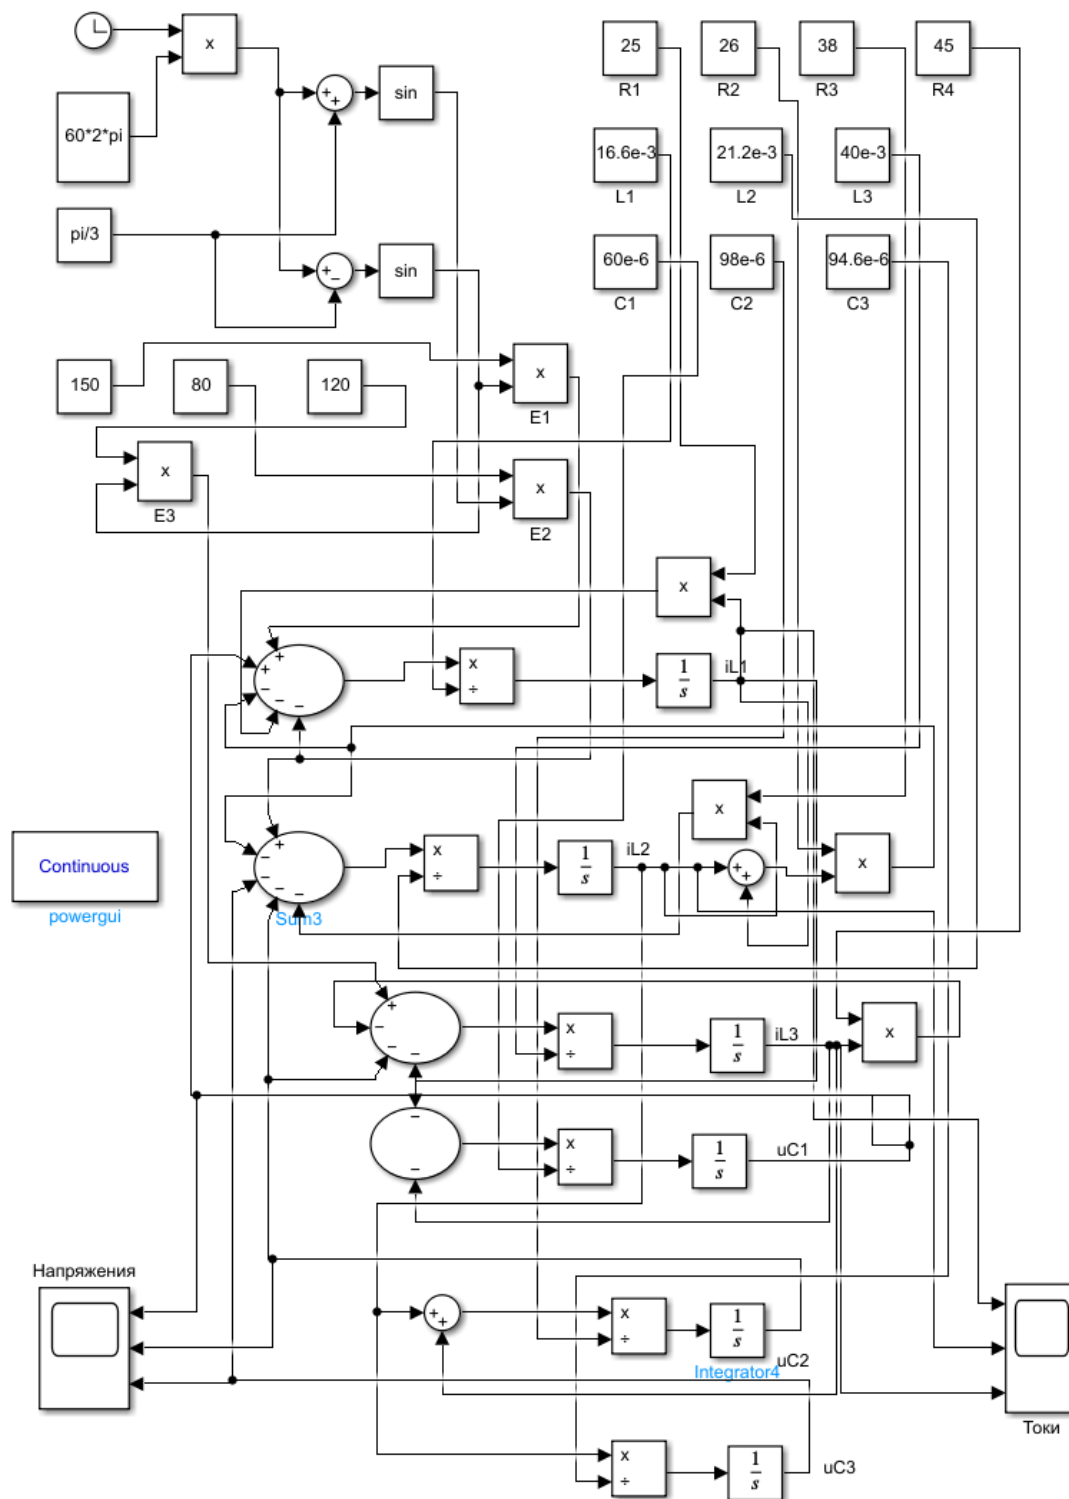 x
60*2*pi
+
+
sin
pi/3
+
−
sin
25
R1
26
R2
38
R3
45
R4
16.6e-3
L1
21.2e-3
L2
40e-3
L3
60e-6
C1
98e-6
C2
94.6e-6
C3
150
80
120
x
E1
x
E3
x
E2
x
+
+
−
−
−
x
÷
1
s
iL1
x
+
−
−
−
−
Sum3
x
÷
1
s
iL2
+
+
x
Continuous
powergui
+
−
−
−
x
÷
1
s
iL3
x
−
−
x
÷
1
s
uC1
Напряжения
+
+
x
÷
1
s
uC2
Integrator4
Токи
x
÷
1
s
uC3